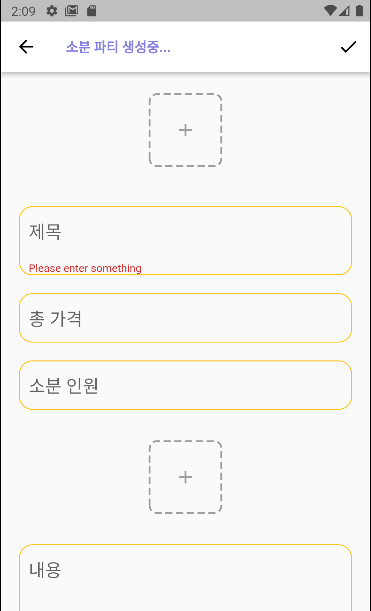 2:09
소분 파티 생성중...
+
제목
Please enter something
총 가격
소분 인원
+
내용